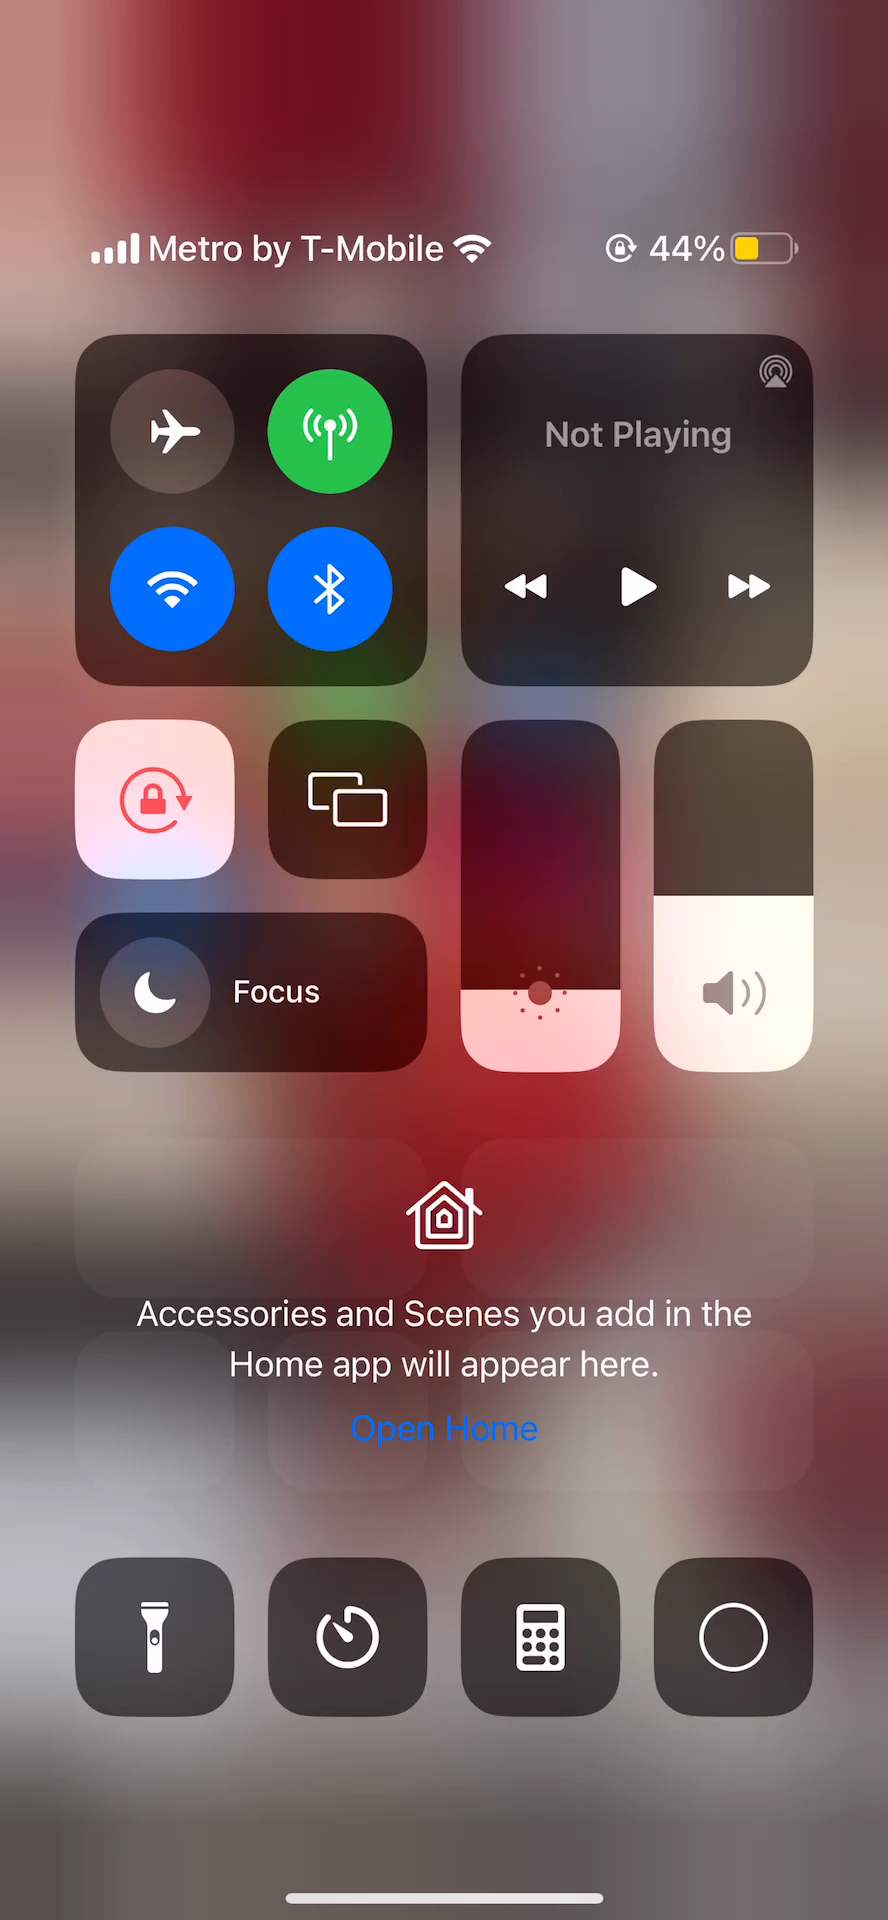 Metro by T-Mobile 44%
Not Playing
Focus
Accessories and Scenes you add in the
Home app will appear here.
Open Home